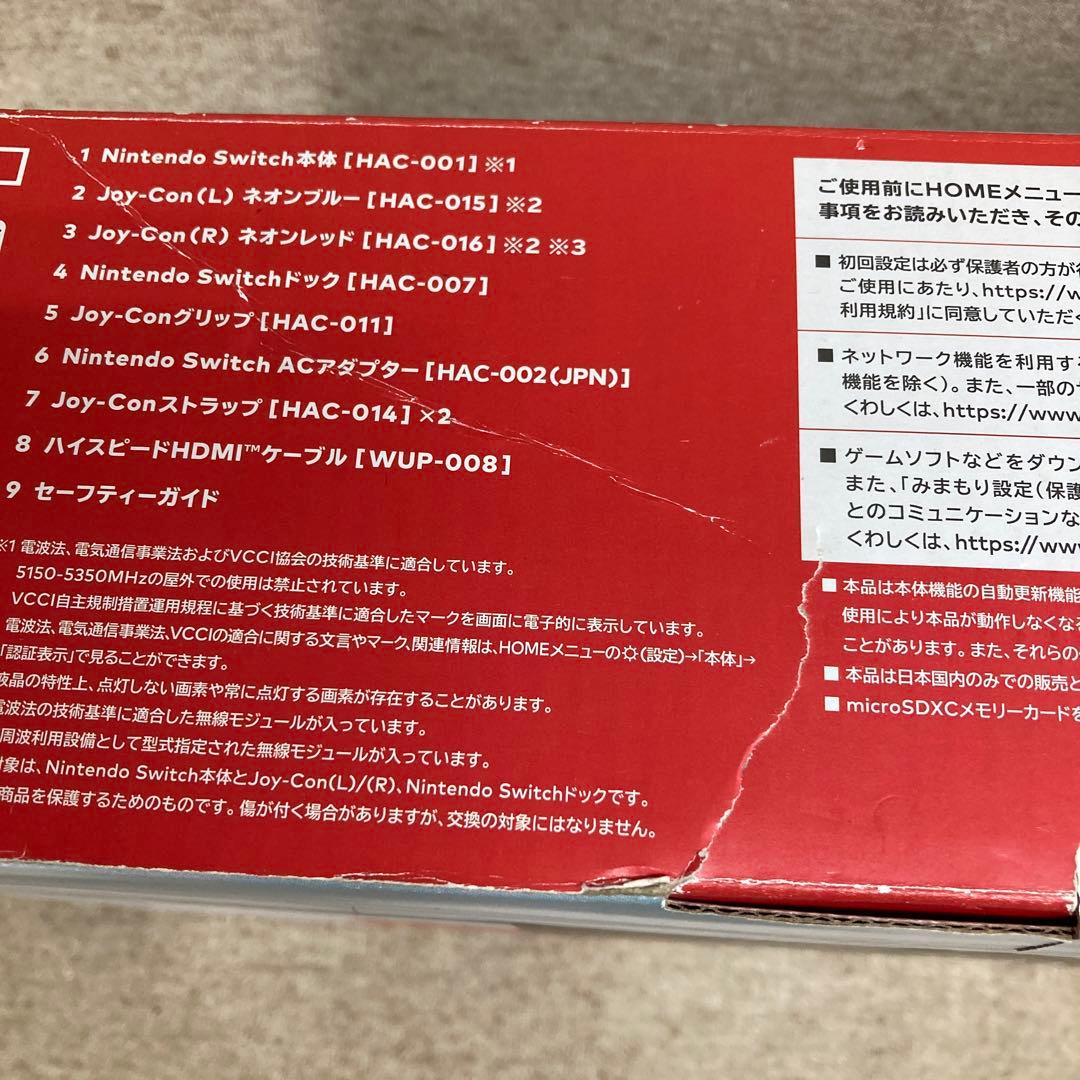 1 Nintendo Switch本体[HAC-001]※1
2 Joy-Con(L) ネオンブルー[HAC-015]※2
3 Joy-Con(R) ネオンレッド[HAC-016]※2 ※3
4 Nintendo Switchドック[HAC-007]
5 Joy-Conグリップ[HAC-011]
6 Nintendo Switch ACアダプター[HAC-002(JPN)]
7 Joy-Conストラップ[HAC-014]×2
8 ハイスピードHDMI™ケーブル[WUP-008]
9 セーフティーガイド
※1 電波法、電気通信事業法およびVCCI協会の技術基準に適合しています。
5150-5350MHzの屋外での使用は禁止されています。
VCCI自主規制措置運用規程に基づく技術基準に適合したマークを画面に電子的に表示しています。
電波法、電気通信事業法、VCCIの適合に関する文言やマーク、関連情報は、HOMEメニューの(設定)→「本体」→
「認証表示」で見ることができます。
液晶の特性上、点灯しない画素や常に点灯する画素が存在することがあります。
電波法の技術基準に適合した無線モジュールが入っています。
周波利用設備として型式指定された無線モジュールが入っています。
対象は、Nintendo Switch本体とJoy-Con(L)/(R)、Nintendo Switchドックです。
商品を保護するためのものです。傷が付く場合がありますが、交換の対象にはなりません。
ご使用前にHOMEメニュー
事項をお読みいただき、その
■ 初回設定は必ず保護者の方が
ご使用にあたり、https://w
利用規約」に同意していただ
■ ネットワーク機能を利用する
機能を除く)。また、一部の
くわしくは、https://www
■ ゲームソフトなどをダウン
また、「みまもり設定(保護
とのコミュニケーションな
くわしくは、https://ww
■ 本品は本体機能の自動更新機能
使用により本品が動作しなくなる
ことがあります。また、それらの
■ 本品は日本国内のみでの販売と
■ microSDXCメモリーカードを